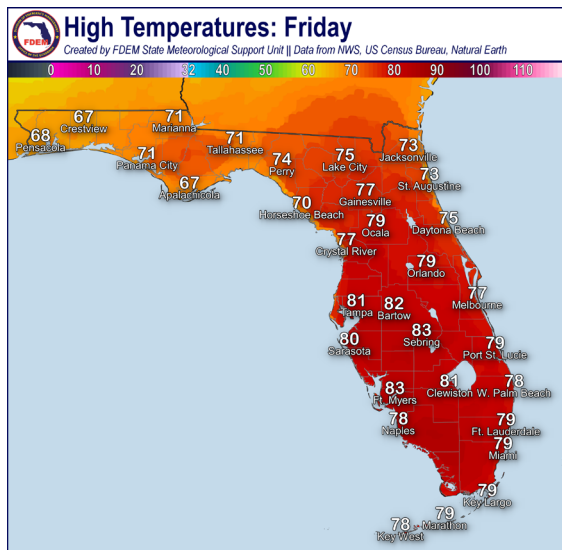 FDEM
High Temperatures: Friday
Created by FDEM State Meteorological Support Unit || Data from NWS, US Census Bureau, Natural Earth
0 10 20 32 40 50 60 70 80 90 100 110
67
Crestview
71
Marianna
68
Pensacola
71
Panama City
71
Tallahassee
67
Apalachicola
74
Perry
75
Lake City
73
Jacksonville
73
St. Augustine
77
Gainesville
70
Horseshoe Beach
79
Ocala
75
Daytona Beach
77
Crystal River
79
Orlando
77
Melbourne
81
Tampa
82
Bartow
83
Sebring
80
Sarasota
79
Port St. Lucie
83
Ft. Myers
81
Clewiston
78
W. Palm Beach
78
Naples
79
Ft. Lauderdale
79
Miami
79
Key Largo
79
Marathon
78
Key West